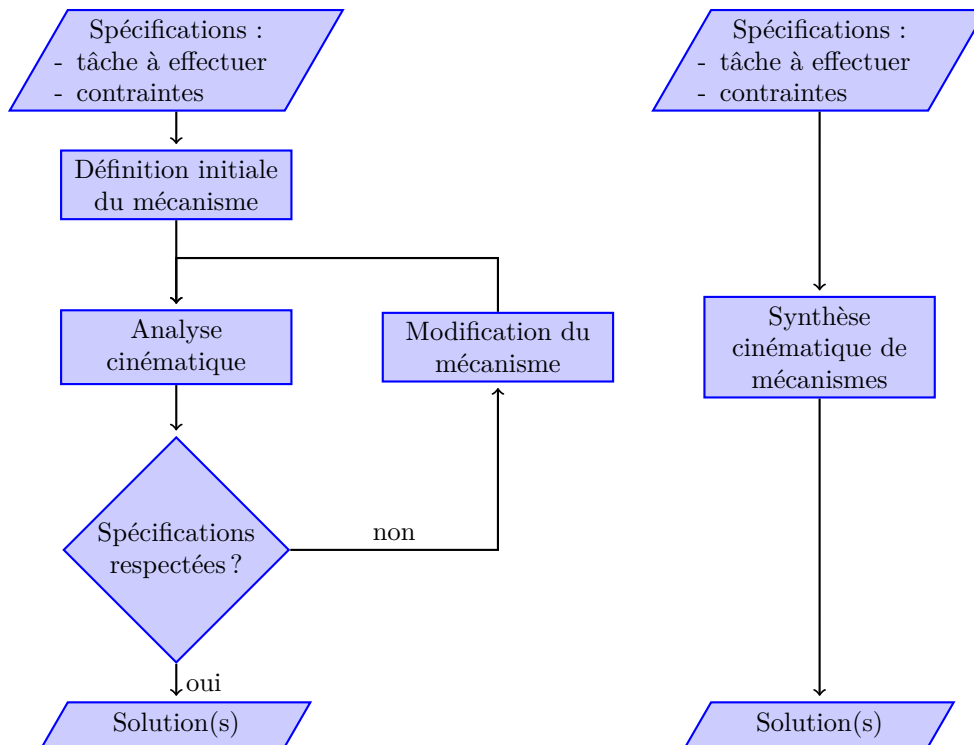 Spécifications :
- tâche à effectuer
- contraintes
Définition initiale
du mécanisme
Analyse
cinématique
Modification du
mécanisme
Spécifications
respectées ?
non
oui
Solution(s)
Spécifications :
- tâche à effectuer
- contraintes
Synthèse
cinématique de
mécanismes
Solution(s)